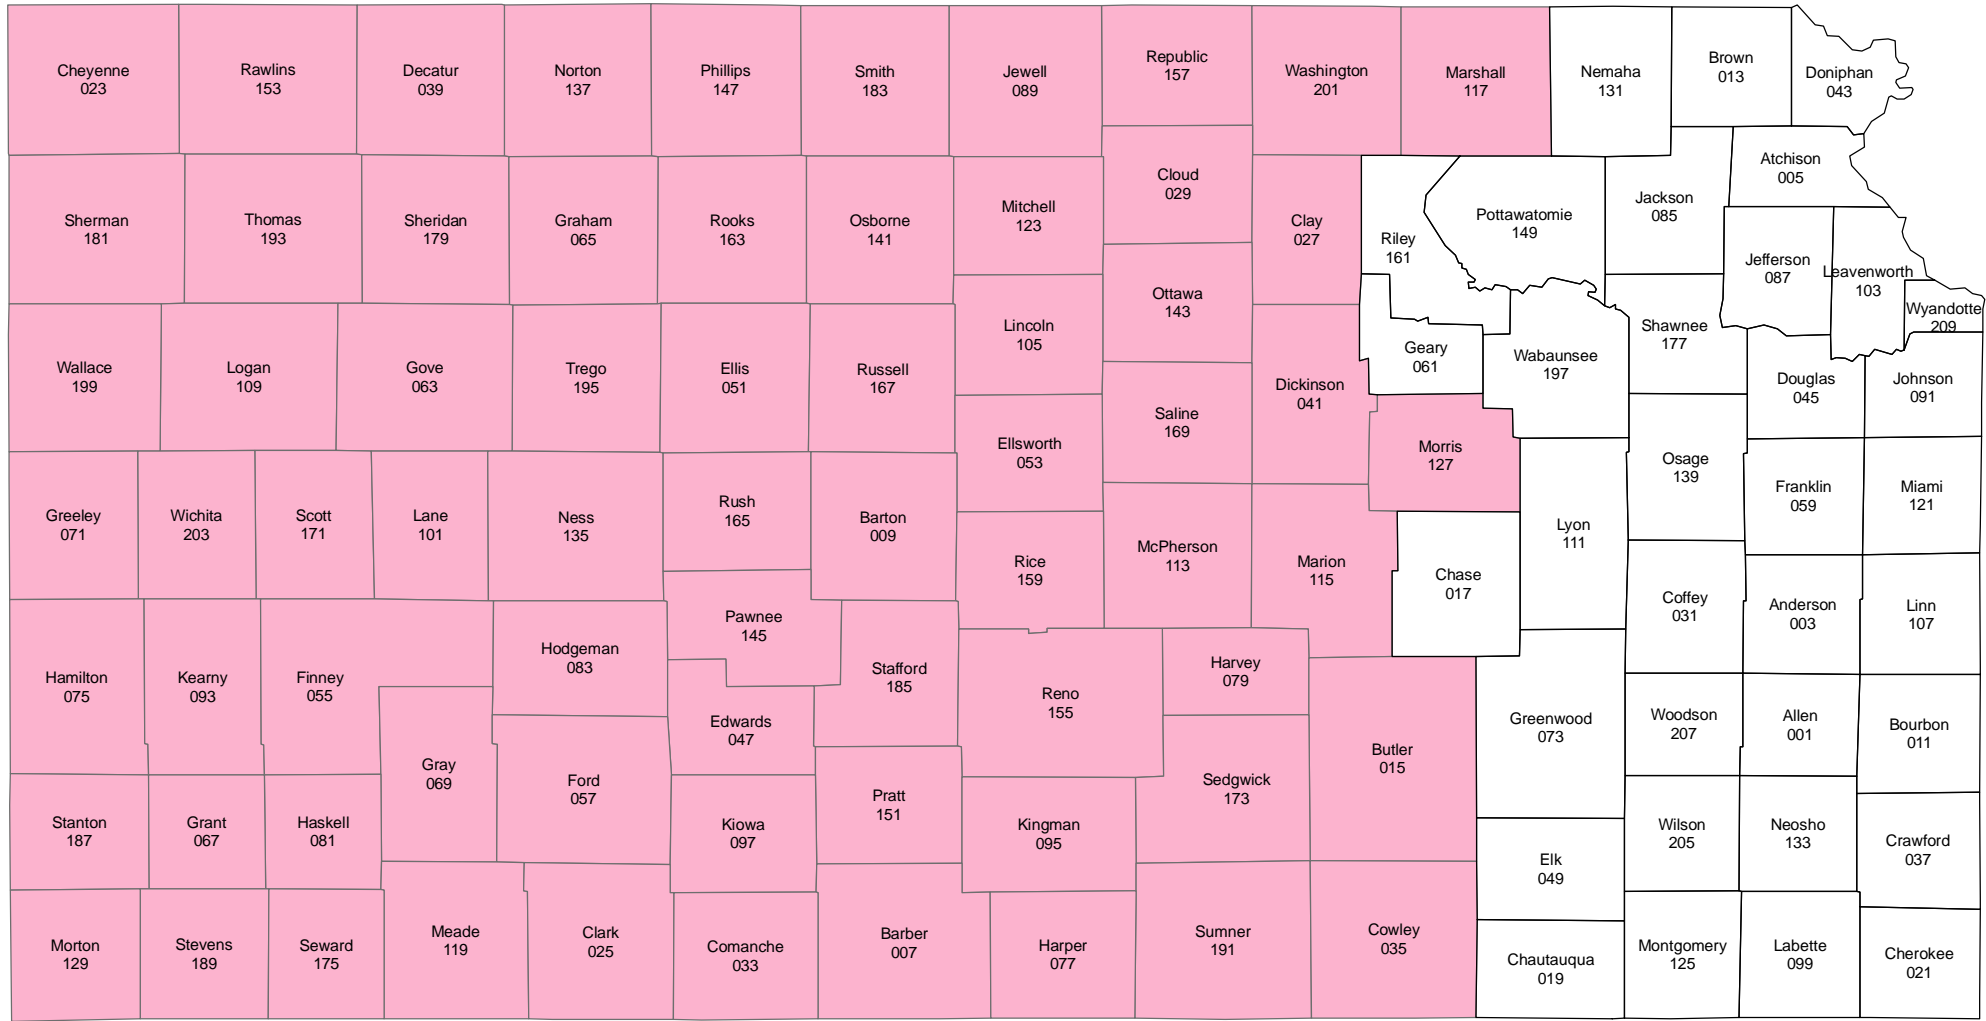 Cheyenne
023
Rawlins
153
Decatur
039
Norton
137
Phillips
147
Smith
183
Jewell
089
Republic
157
Washington
201
Marshall
117
Nemaha
131
Brown
013
Doniphan
043
Sherman
181
Thomas
193
Sheridan
179
Graham
065
Rooks
163
Osborne
141
Mitchell
123
Cloud
029
Clay
027
Riley
161
Pottawatomie
149
Jackson
085
Atchison
005
Jefferson
087
Leavenworth
103
Wyandotte
209
Wallace
199
Logan
109
Gove
063
Trego
195
Ellis
051
Russell
167
Lincoln
105
Ottawa
143
Dickinson
041
Geary
061
Wabaunsee
197
Shawnee
177
Douglas
045
Johnson
091
Ellsworth
053
Saline
169
Morris
127
Osage
139
Franklin
059
Miami
121
Greeley
071
Wichita
203
Scott
171
Lane
101
Ness
135
Rush
165
Barton
009
Rice
159
McPherson
113
Marion
115
Chase
017
Lyon
111
Coffey
031
Anderson
003
Linn
107
Hamilton
075
Kearny
093
Finney
055
Hodgeman
083
Pawnee
145
Stafford
185
Edwards
047
Reno
155
Harvey
079
Butler
015
Greenwood
073
Woodson
207
Allen
001
Bourbon
011
Gray
069
Ford
057
Sedgwick
173
Stanton
187
Grant
067
Haskell
081
Kiowa
097
Pratt
151
Kingman
095
Elk
049
Wilson
205
Neosho
133
Crawford
037
Morton
129
Stevens
189
Seward
175
Meade
119
Clark
025
Comanche
033
Barber
007
Harper
077
Sumner
191
Cowley
035
Chautauqua
019
Montgomery
125
Labette
099
Cherokee
021